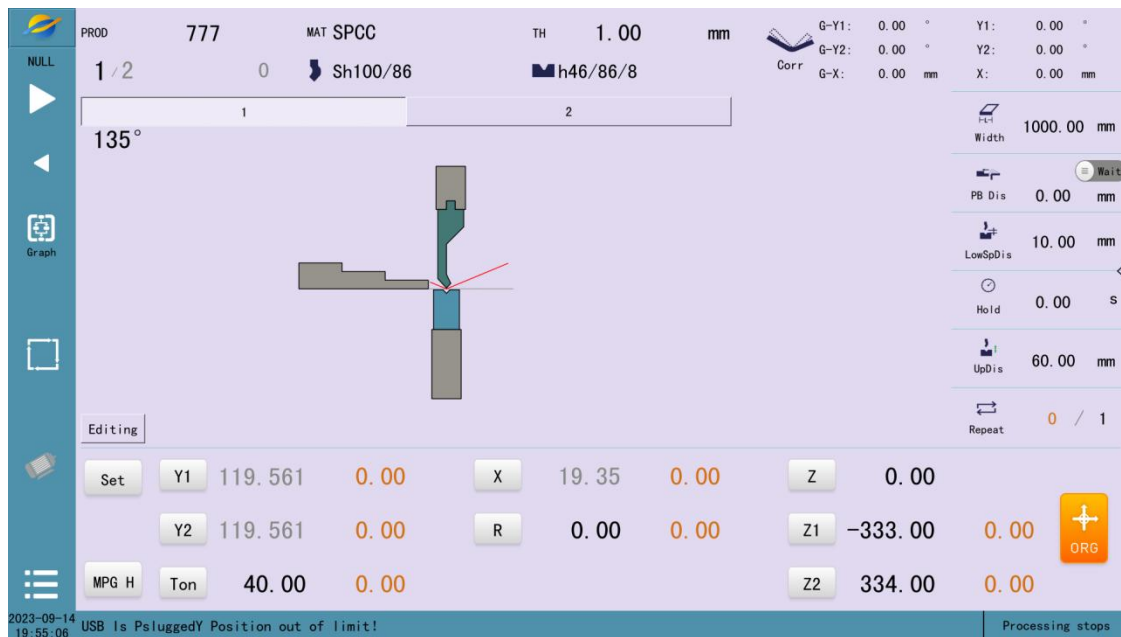 PROD 777 MAT SPCC TH 1.00 mm
NULL
1/2 0 Sh100/86 h46/86/8
Corr
G-Y1: 0.00 °
G-Y2: 0.00 °
G-X: 0.00 mm
Y1: 0.00 °
Y2: 0.00 °
X: 0.00 mm
1 2
135°
Width 1000.00 mm
Wait
PB Dis 0.00 mm
LowSpDis 10.00 mm
Hold 0.00 S
UpDis 60.00 mm
Repeat 0 / 1
Graph
Editing
Set Y1 119.561 0.00 X 19.35 0.00 Z 0.00
Y2 119.561 0.00 R 0.00 0.00 Z1 -333.00 0.00
ORG
MPG H Ton 40.00 0.00 Z2 334.00 0.00
2023-09-14
19:55:06
USB Is PsluggedY Position out of limit!
Processing stops